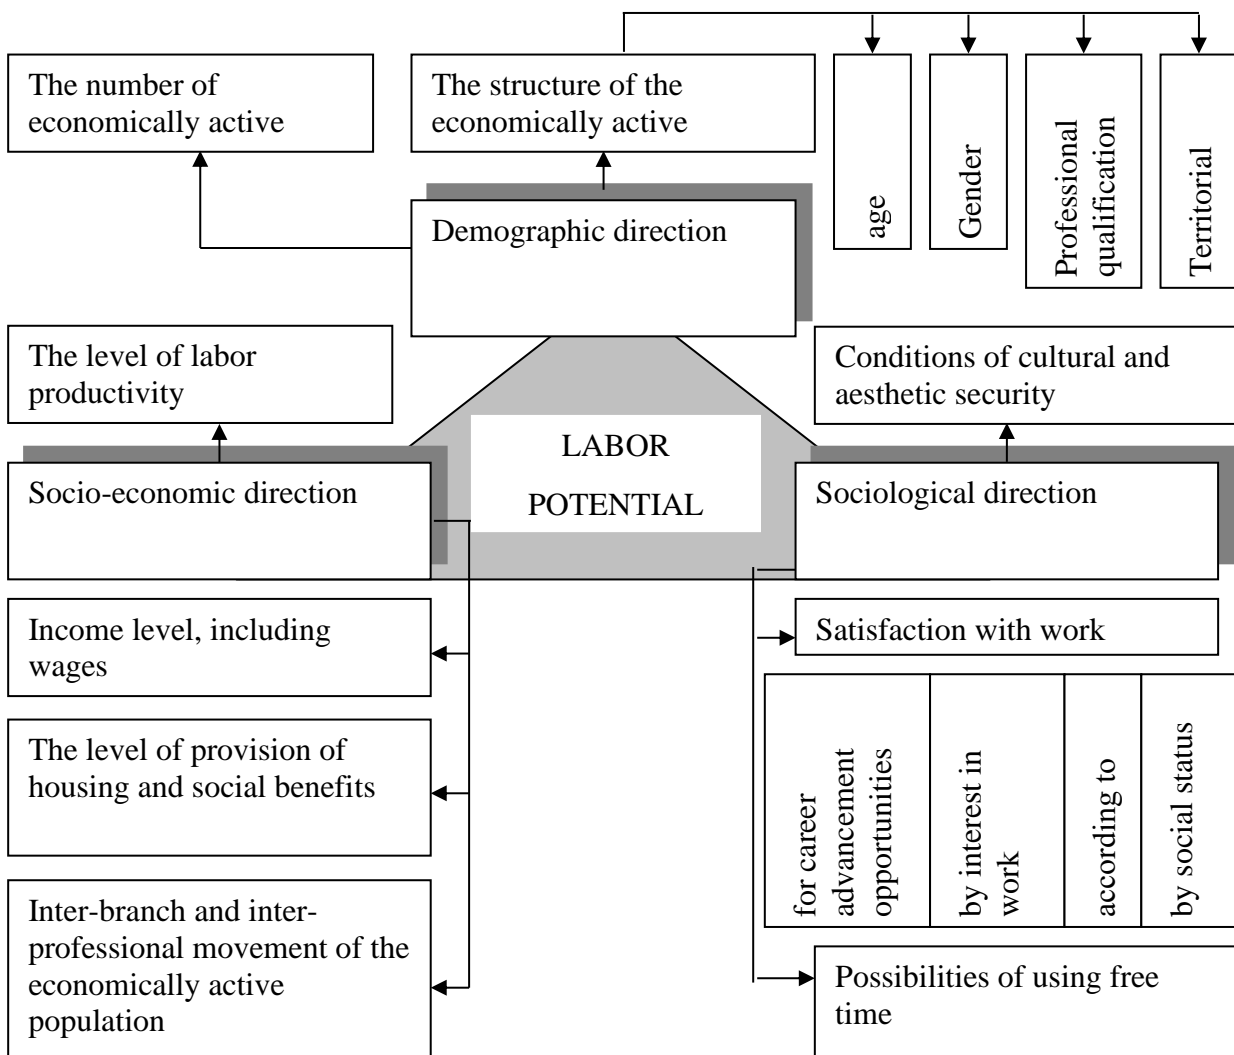 The number of
economically active
The structure of the
economically active
age
Gender
Professional
qualification
Territorial
Demographic direction
The level of labor
productivity
Conditions of cultural and
aesthetic security
LABOR
POTENTIAL
Socio-economic direction
Sociological direction
Income level, including
wages
Satisfaction with work
The level of provision of
housing and social benefits
for career
advancement
opportunities
by interest in
work
according to
by social status
Inter-branch and inter-
professional movement of the
economically active
population
Possibilities of using free
time